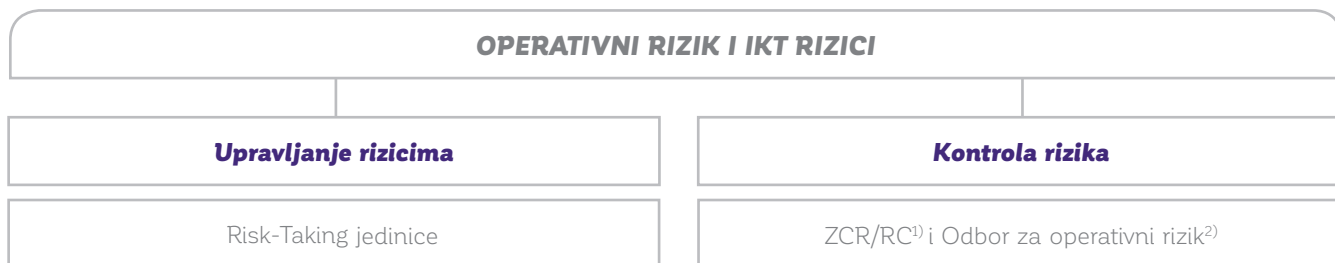 OPERATIVNI RIZIK I IKT RIZICI
Upravljanje rizicima
Kontrola rizika
Risk-Taking jedinice
ZCR/RC¹⁾ i Odbor za operativni rizik²⁾